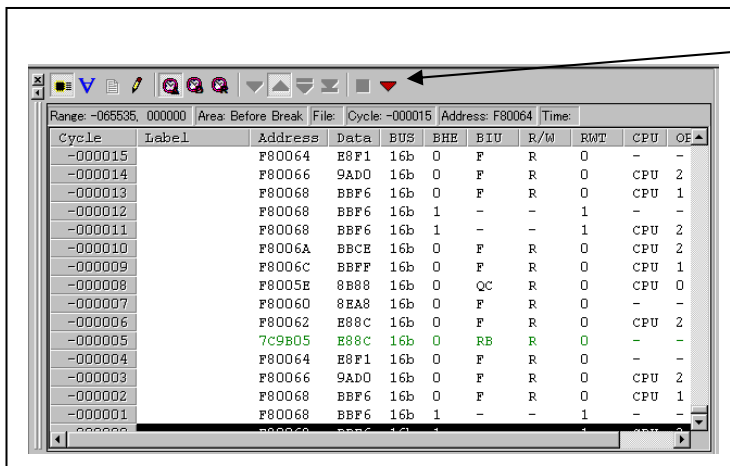 Range: -065535, 000000 Area: Before Break File: Cycle: -000015 Address: F80064 Time:
Cycle Label Address Data BUS BHE BIU R/W RWT CPU
-000015 F80064 E8F1 16b 0 F R 0 - -
-000014 F80066 9AD0 16b 0 F R 0 CPU 2
-000013 F80068 BBF6 16b 0 F R 0 CPU 1
-000012 F80068 BBF6 16b 1 - - 1 - -
-000011 F80068 BBF6 16b 1 - - 1 CPU 2
-000010 F8006A BBCE 16b 0 F R 0 CPU 2
-000009 F8006C BBFF 16b 0 F R 0 CPU 1
-000008 F8005E 8B88 16b 0 QC R 0 CPU 0
-000007 F80060 8EA8 16b 0 F R 0 - -
-000006 F80062 E88C 16b 0 F R 0 CPU 2
-000005 7C9B05 E88C 16b 0 RB R 0 - -
-000004 F80064 E8F1 16b 0 F R 0 - -
-000003 F80066 9AD0 16b 0 F R 0 CPU 2
-000002 F80068 BBF6 16b 0 F R 0 CPU 1
-000001 F80068 BBF6 16b 1 - - 1 - -